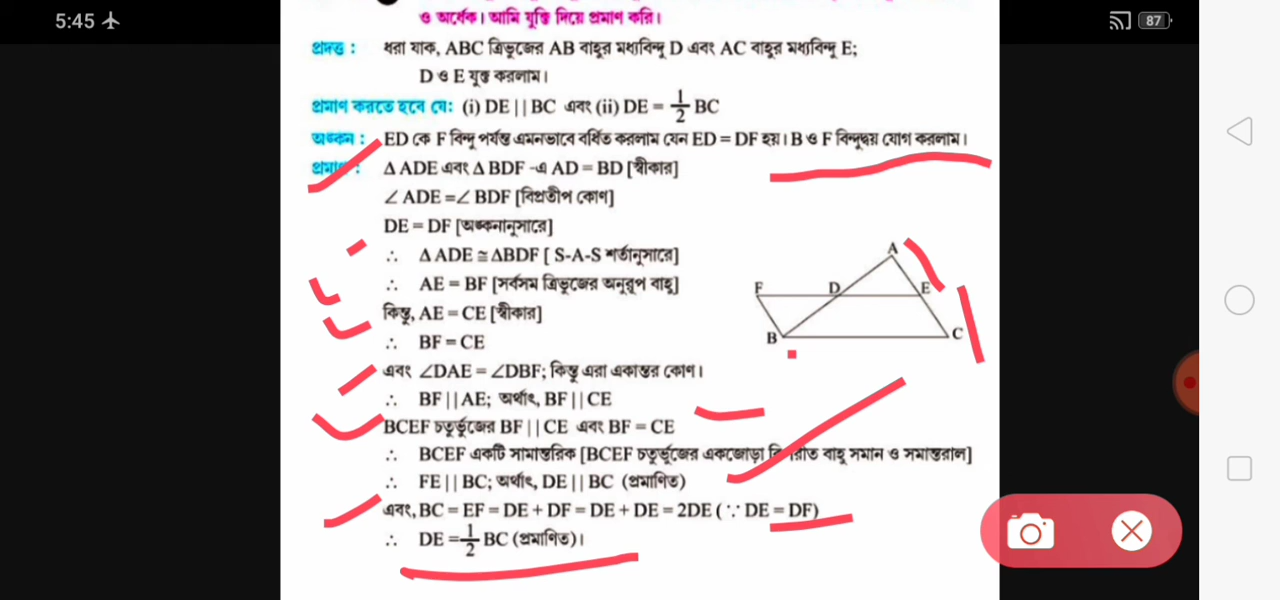 5:45
87
ও অর্ধেক। আমি যুক্তি দিয়ে প্রমাণ করি।
প্রদত্ত : ধরা যাক, ABC ত্রিভুজের AB বাহুর মধ্যবিন্দু D এবং AC বাহুর মধ্যবিন্দু E;
D ও E যুক্ত করলাম।
প্রমাণ করতে হবে যে: (i) DE || BC এবং (ii) DE = 1/2 BC
অঙ্কন : ED কে F বিন্দু পর্যন্ত এমনভাবে বর্ধিত করলাম যেন ED = DF হয়। B ও F বিন্দুদ্বয় যোগ করলাম।
প্রমাণ : Δ ADE এবং Δ BDF -এ AD = BD [স্বীকার]
∠ ADE =∠ BDF [বিপ্রতীপ কোণ]
DE = DF [অঙ্কনানুসারে]
∴ Δ ADE ≅ ΔBDF [ S-A-S শর্তানুসারে]
∴ AE = BF [সর্বসম ত্রিভুজের অনুরূপ বাহু]
কিন্তু, AE = CE [স্বীকার]
∴ BF = CE
এবং ∠DAE = ∠DBF; কিন্তু এরা একান্তর কোণ।
∴ BF || AE; অর্থাৎ, BF || CE
BCEF চতুর্ভুজের BF || CE এবং BF = CE
∴ BCEF একটি সামান্তরিক [BCEF চতুর্ভুজের একজোড়া বিপরীত বাহু সমান ও সমান্তরাল]
∴ FE || BC; অর্থাৎ, DE || BC (প্রমাণিত)
এবং, BC = EF = DE + DF = DE + DE = 2DE (∵ DE = DF)
∴ DE = 1/2 BC (প্রমাণিত)।
A
F D E
B C